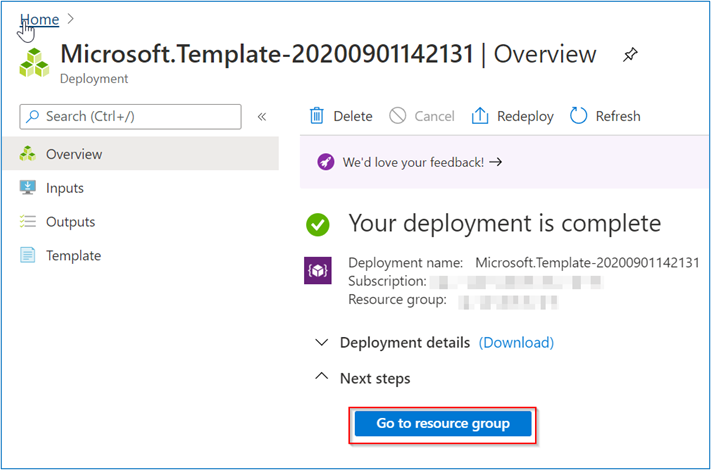 Home >
Microsoft.Template-20200901142131 | Overview
Deployment
Search (Ctrl+/) «
Delete Cancel Redeploy Refresh
Overview
We'd love your feedback! →
Inputs
Outputs
Template
Your deployment is complete
Deployment name: Microsoft.Template-20200901142131
Subscription:
Resource group:
Deployment details (Download)
Next steps
Go to resource group